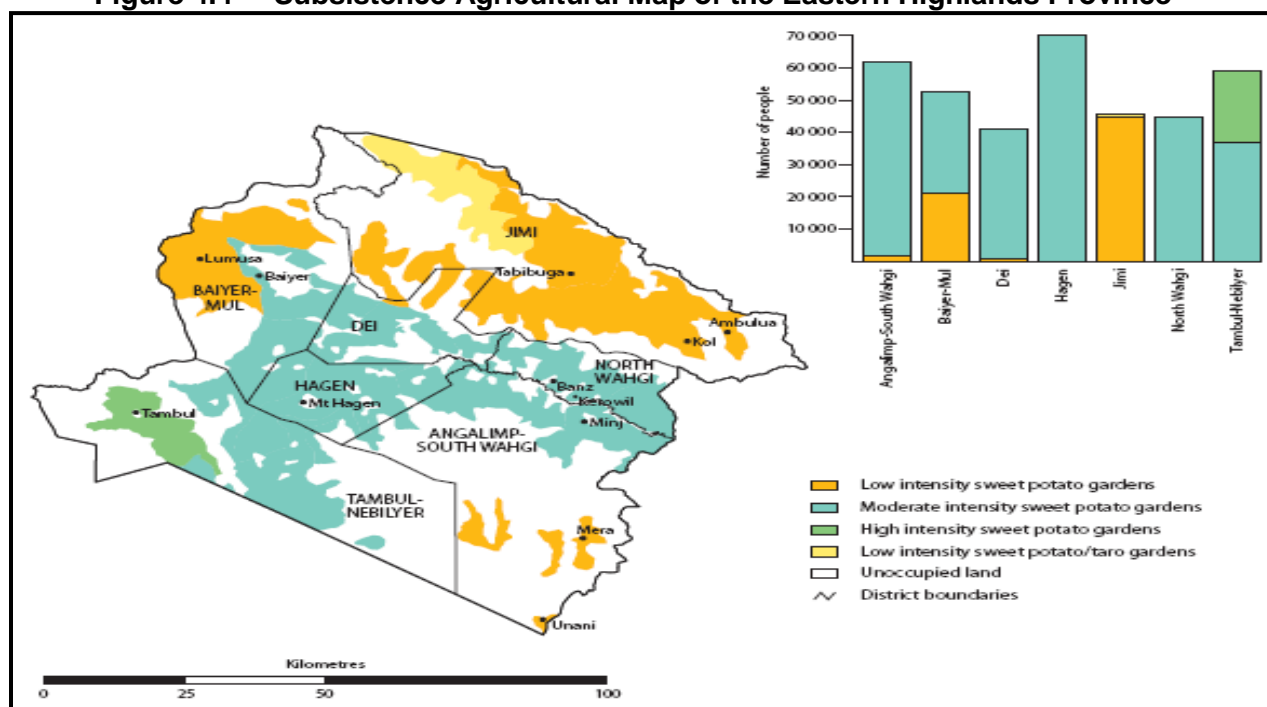 Figure Subsistence Agricultural Map of the Eastern Highlands Province
70 000
60 000
50 000
40 000
30 000
20 000
10 000
Number of people
Angalimp-South Wahgi
Baiyer-Mul
Dei
Hagen
Jimi
North Wahgi
Tambul-Nebilyer
JIMI
Lumusa
Baiyer
Tabibuga
BAIYER-
MUL
Ambulua
DEI
Kol
NORTH
WAHGI
HAGEN
Banz
Mt Hagen
Kerowil
Tambul
Minj
ANGALIMP-
SOUTH WAHGI
TAMBUL-
NEBILYER
Mera
Unani
Low intensity sweet potato gardens
Moderate intensity sweet potato gardens
High intensity sweet potato gardens
Low intensity sweet potato/taro gardens
Unoccupied land
District boundaries
Kilometres
0 25 50 100